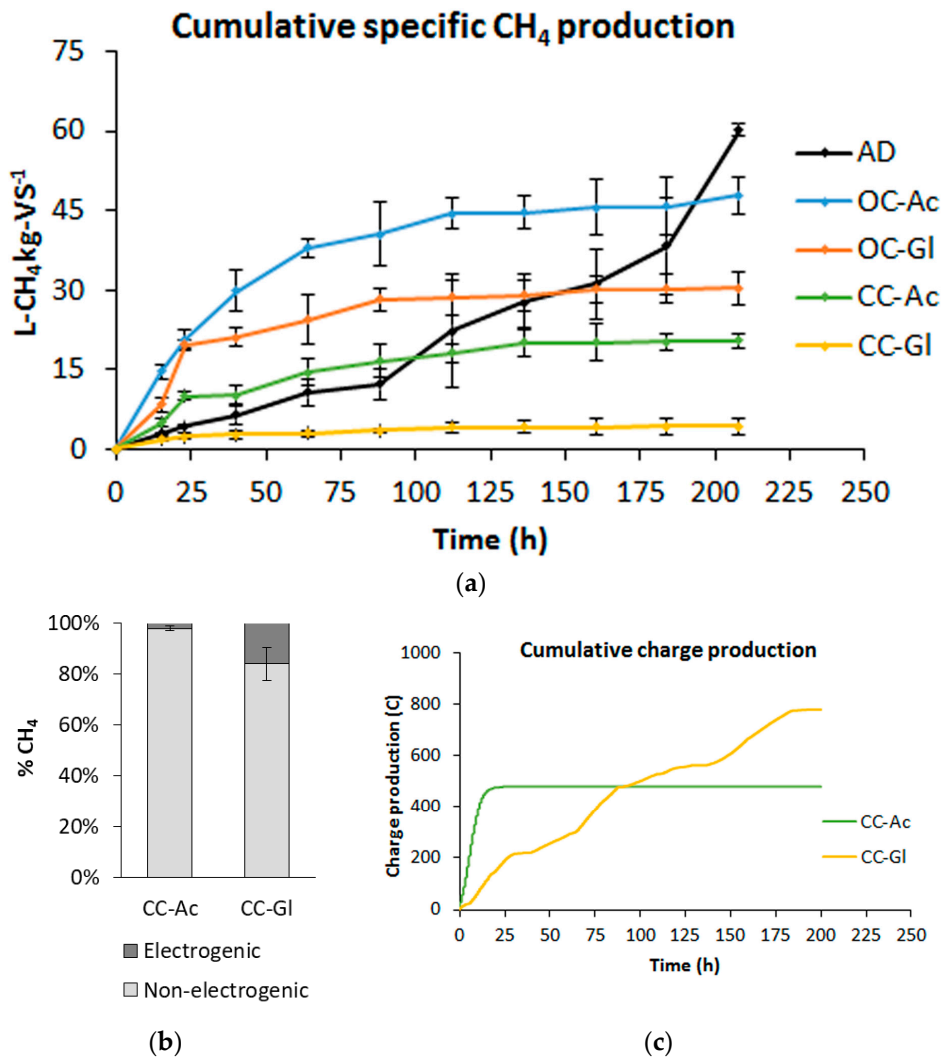 Cumulative specific CH₄ production
L-CH₄kg-VS⁻¹
75
60
45
30
15
0
0 25 50 75 100 125 150 175 200 225 250
Time (h)
AD
OC-Ac
OC-Gl
CC-Ac
CC-Gl
(a)
% CH₄
100%
80%
60%
40%
20%
0%
CC-Ac CC-Gl
Electrogenic
Non-electrogenic
(b)
Cumulative charge production
Charge production (C)
1000
800
600
400
200
0
0 25 50 75 100 125 150 175 200 225 250
Time (h)
CC-Ac
CC-Gl
(c)